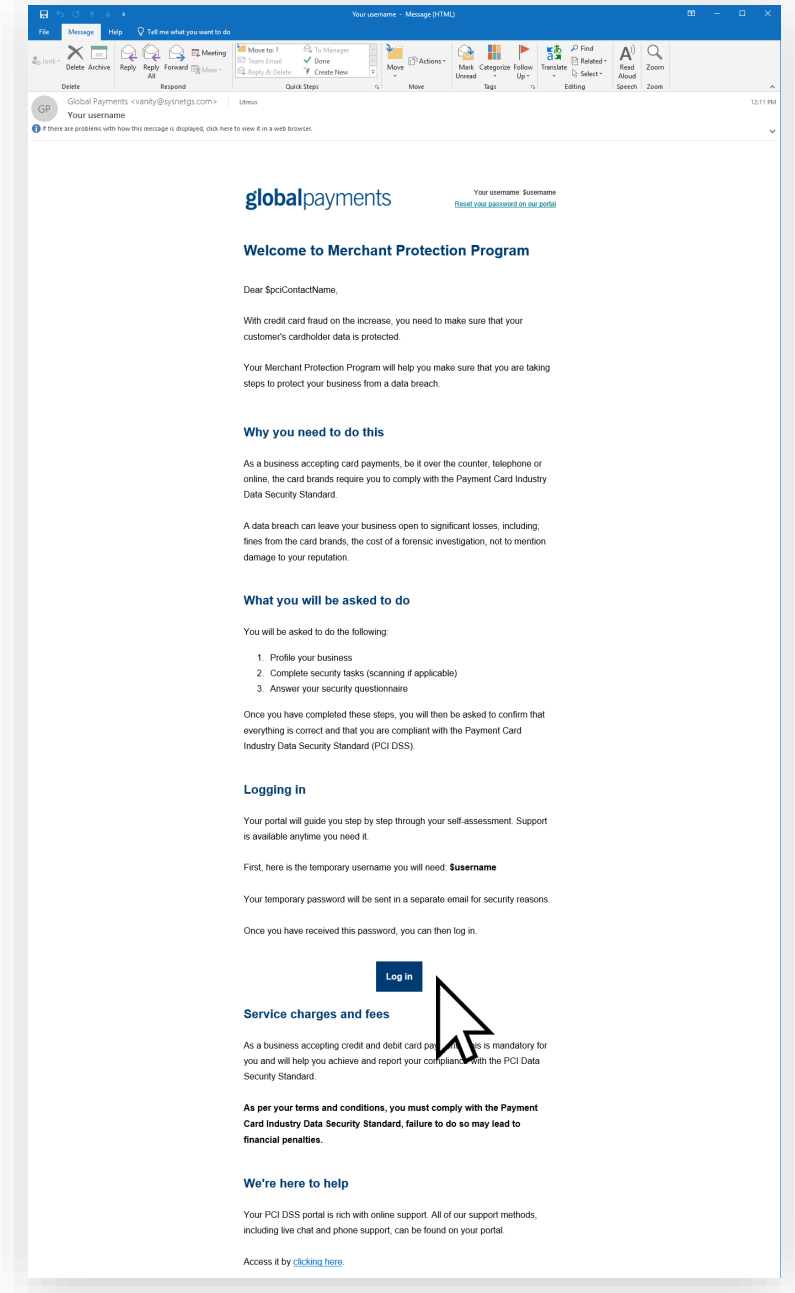 Your username - Message (HTML)
File Message Help Tell me what you want to do
Junk Delete Archive Reply Reply All Forward Meeting More
Move to: ? To Manager
Team Email Done
Reply & Delete Create New
Move Actions Mark Unread Categorize Follow Up Translate Find Related Select Read Aloud Zoom
Delete Respond Quick Steps Move Tags Editing Speech Zoom
GP
Global Payments <vanity@sysnetgs.com> Litmus 12:11 PM
Your username
If there are problems with how this message is displayed, click here to view it in a web browser.
globalpayments
Your username: $username
Reset your password on our portal
Welcome to Merchant Protection Program
Dear $pciContactName,
With credit card fraud on the increase, you need to make sure that your
customer's cardholder data is protected.
Your Merchant Protection Program will help you make sure that you are taking
steps to protect your business from a data breach.
Why you need to do this
As a business accepting card payments, be it over the counter, telephone or
online, the card brands require you to comply with the Payment Card Industry
Data Security Standard.
A data breach can leave your business open to significant losses, including;
fines from the card brands, the cost of a forensic investigation, not to mention
damage to your reputation.
What you will be asked to do
You will be asked to do the following:
1. Profile your business
2. Complete security tasks (scanning if applicable)
3. Answer your security questionnaire
Once you have completed these steps, you will then be asked to confirm that
everything is correct and that you are compliant with the Payment Card
Industry Data Security Standard (PCI DSS).
Logging in
Your portal will guide you step by step through your self-assessment. Support
is available anytime you need it.
First, here is the temporary username you will need: $username
Your temporary password will be sent in a separate email for security reasons.
Once you have received this password, you can then log in.
Log in
Service charges and fees
As a business accepting credit and debit card is mandatory for
you and will help you achieve and report your compliance with the PCI Data
Security Standard.
As per your terms and conditions, you must comply with the Payment
Card Industry Data Security Standard, failure to do so may lead to
financial penalties.
We're here to help
Your PCI DSS portal is rich with online support. All of our support methods,
including live chat and phone support, can be found on your portal.
Access it by clicking here.